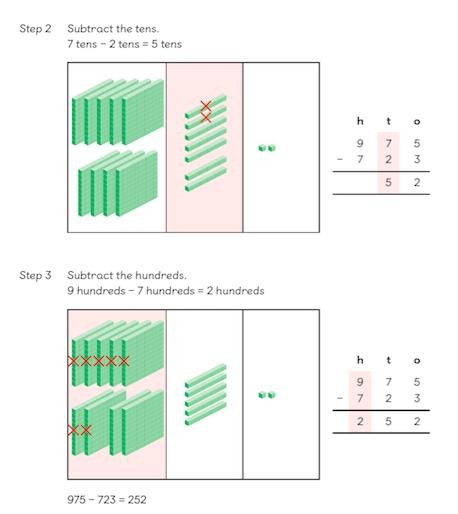 Step 2 Subtract the tens.
7 tens − 2 tens = 5 tens
h t o
9 7 5
− 7 2 3
5 2
Step 3 Subtract the hundreds.
9 hundreds − 7 hundreds = 2 hundreds
h t o
9 7 5
− 7 2 3
2 5 2
975 − 723 = 252